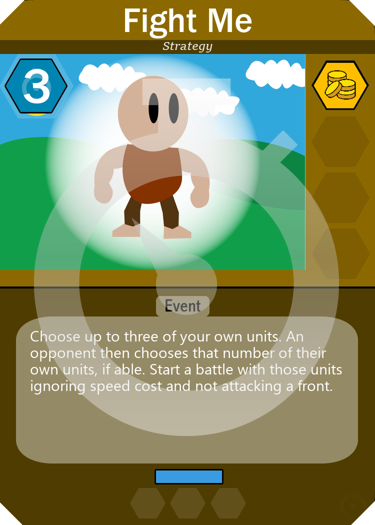 Fight Me
Strategy
3
Event
Choose up to three of your own units. An
opponent then chooses that number of their
own units, if able. Start a battle with those units
ignoring speed cost and not attacking a front.